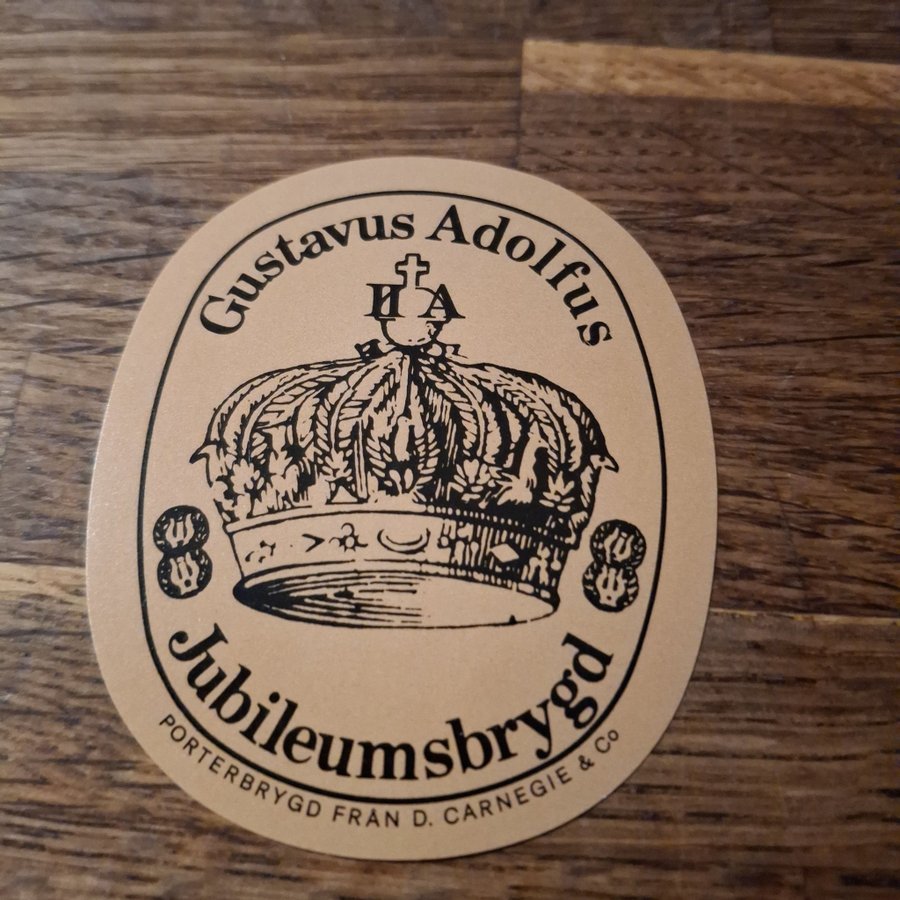 Gustavus Adolfus
Jubileumsbrygd
PORTERBRYGD FRÅN D. CARNEGIE & Co